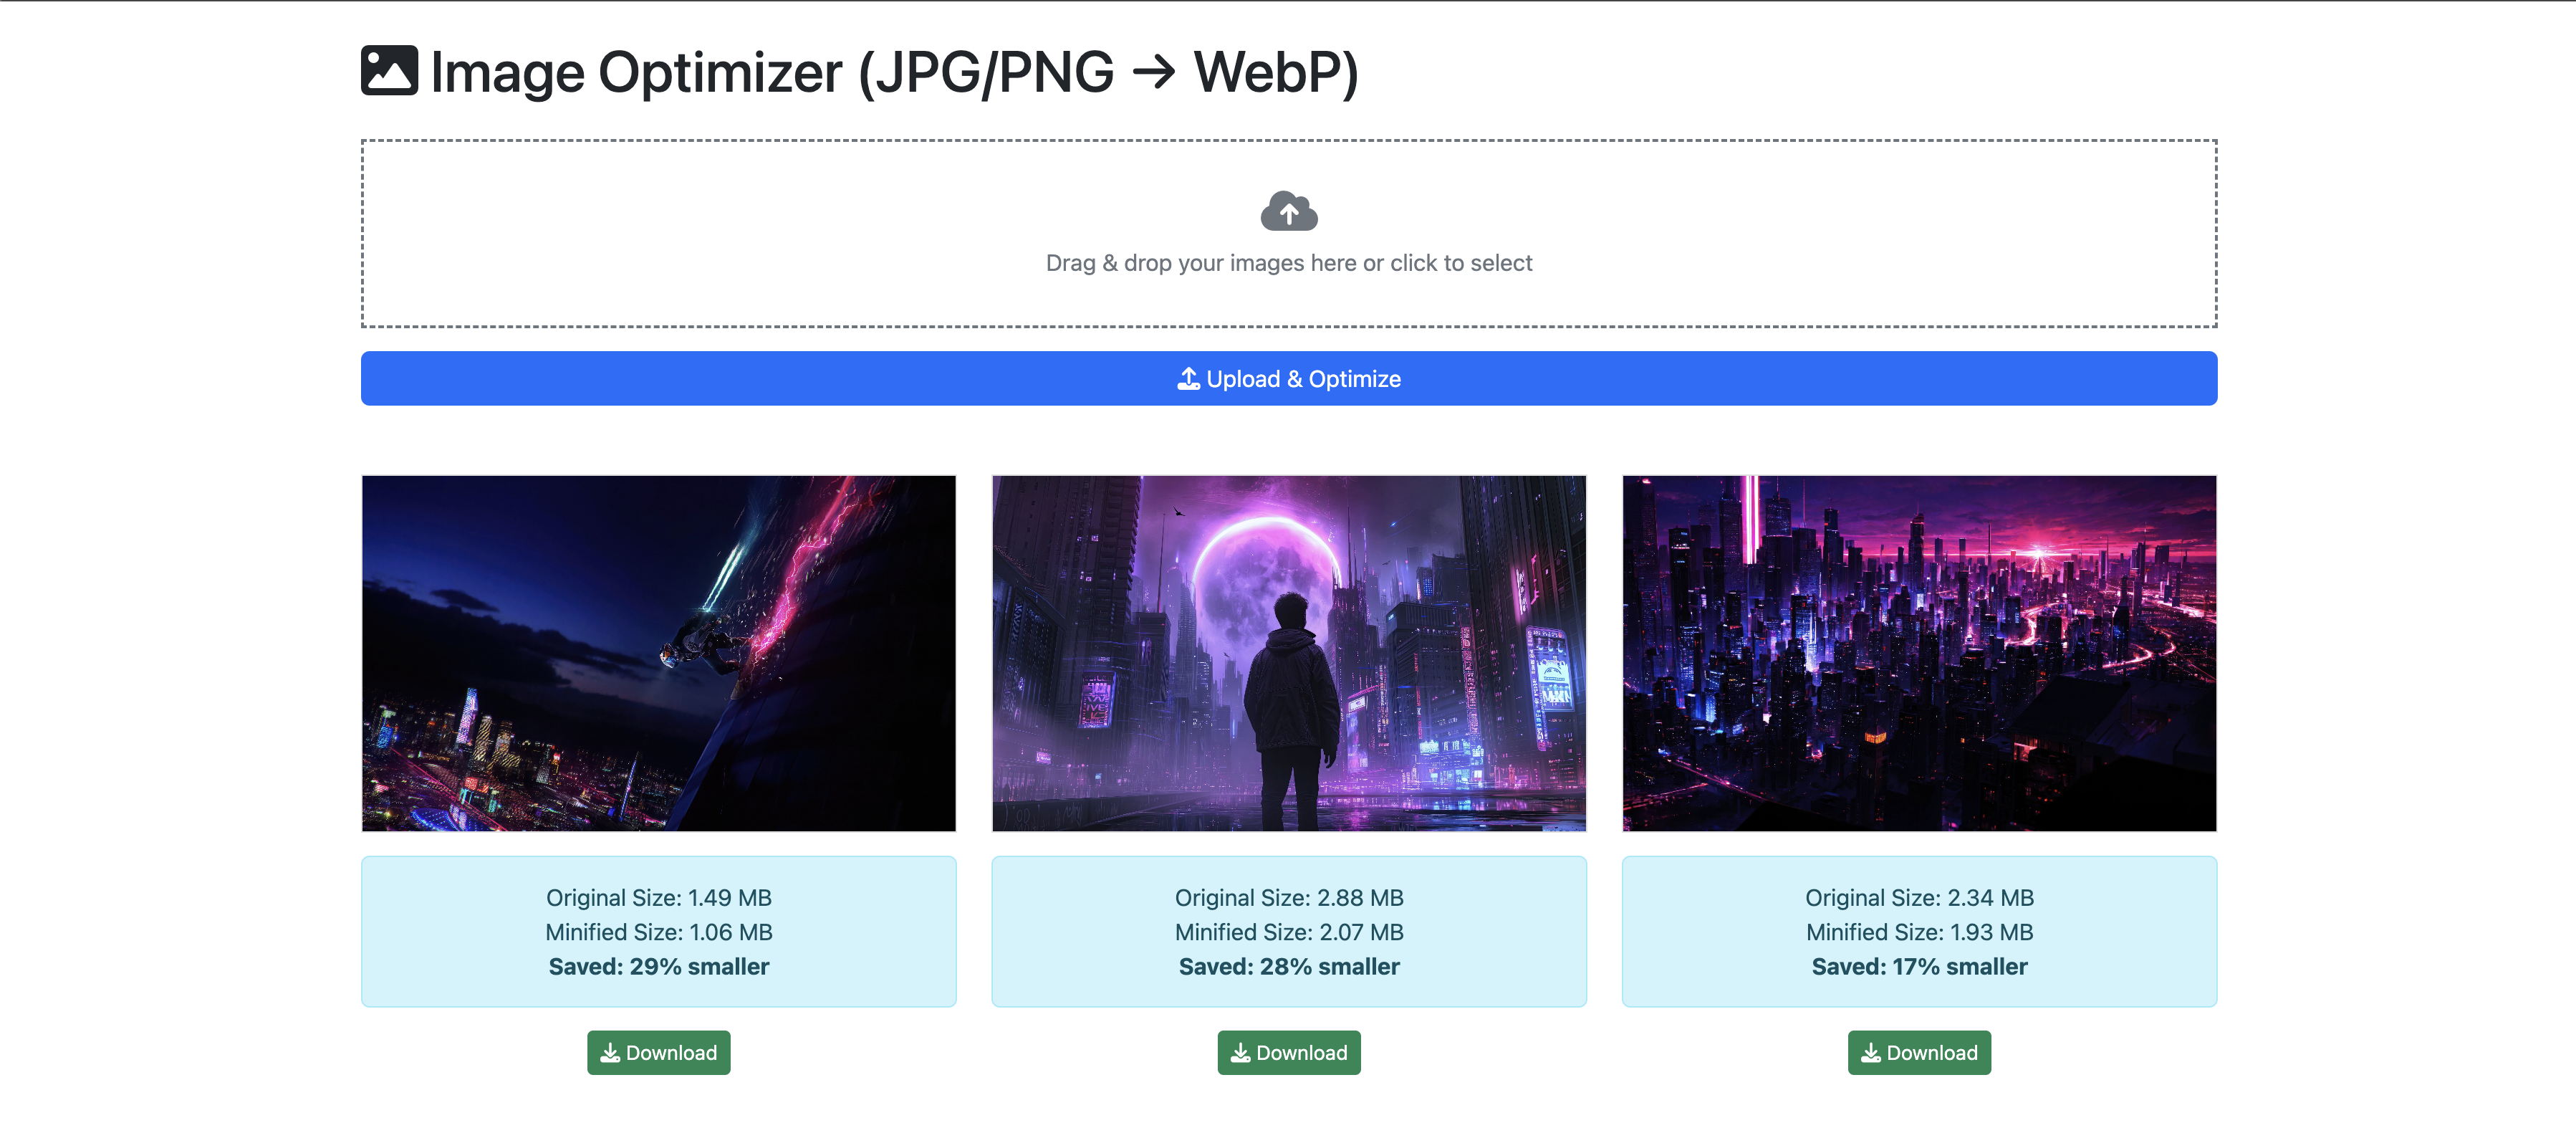 Image Optimizer (JPG/PNG → WebP)
Drag & drop your images here or click to select
Upload & Optimize
Original Size: 1.49 MB
Minified Size: 1.06 MB
Saved: 29% smaller
Download
Original Size: 2.88 MB
Minified Size: 2.07 MB
Saved: 28% smaller
Download
Original Size: 2.34 MB
Minified Size: 1.93 MB
Saved: 17% smaller
Download